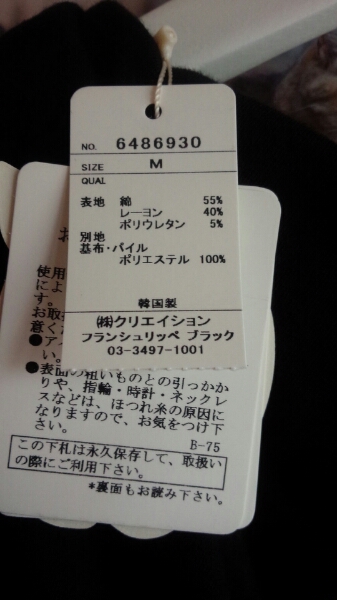 NO. 6486930
SIZE M
QUAL
表地 綿 55%
レーヨン 40%
ポリウレタン 5%
別地
基布・パイル
ポリエステル 100%
韓国製
㈱クリエイション
フランシュリッペ ブラック
03-3497-1001
使用
によ
す。
お取
意くだ
い。
●表面の粗いものとの引っかか
りや、指輪・時計・ネックレ
スなどは、ほつれ糸の原因に
なりますので、お気をつけ下
さい。
B-75
この下札は永久保存して、取扱い
の際にご利用下さい。
*裏面もお読み下さい。